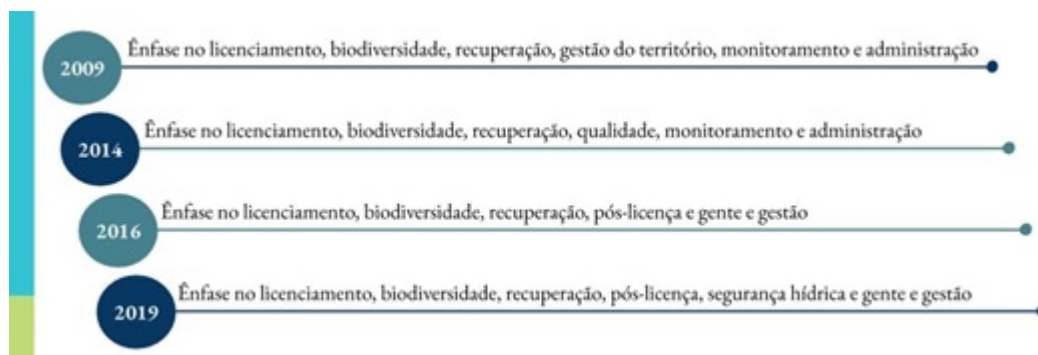 Ênfase no licenciamento, biodiversidade, recuperação, gestão do território, monitoramento e administração
2009
Ênfase no licenciamento, biodiversidade, recuperação, qualidade, monitoramento e administração
2014
Ênfase no licenciamento, biodiversidade, recuperação, pós-licença e gente e gestão
2016
Ênfase no licenciamento, biodiversidade, recuperação, pós-licença, segurança hídrica e gente e gestão
2019